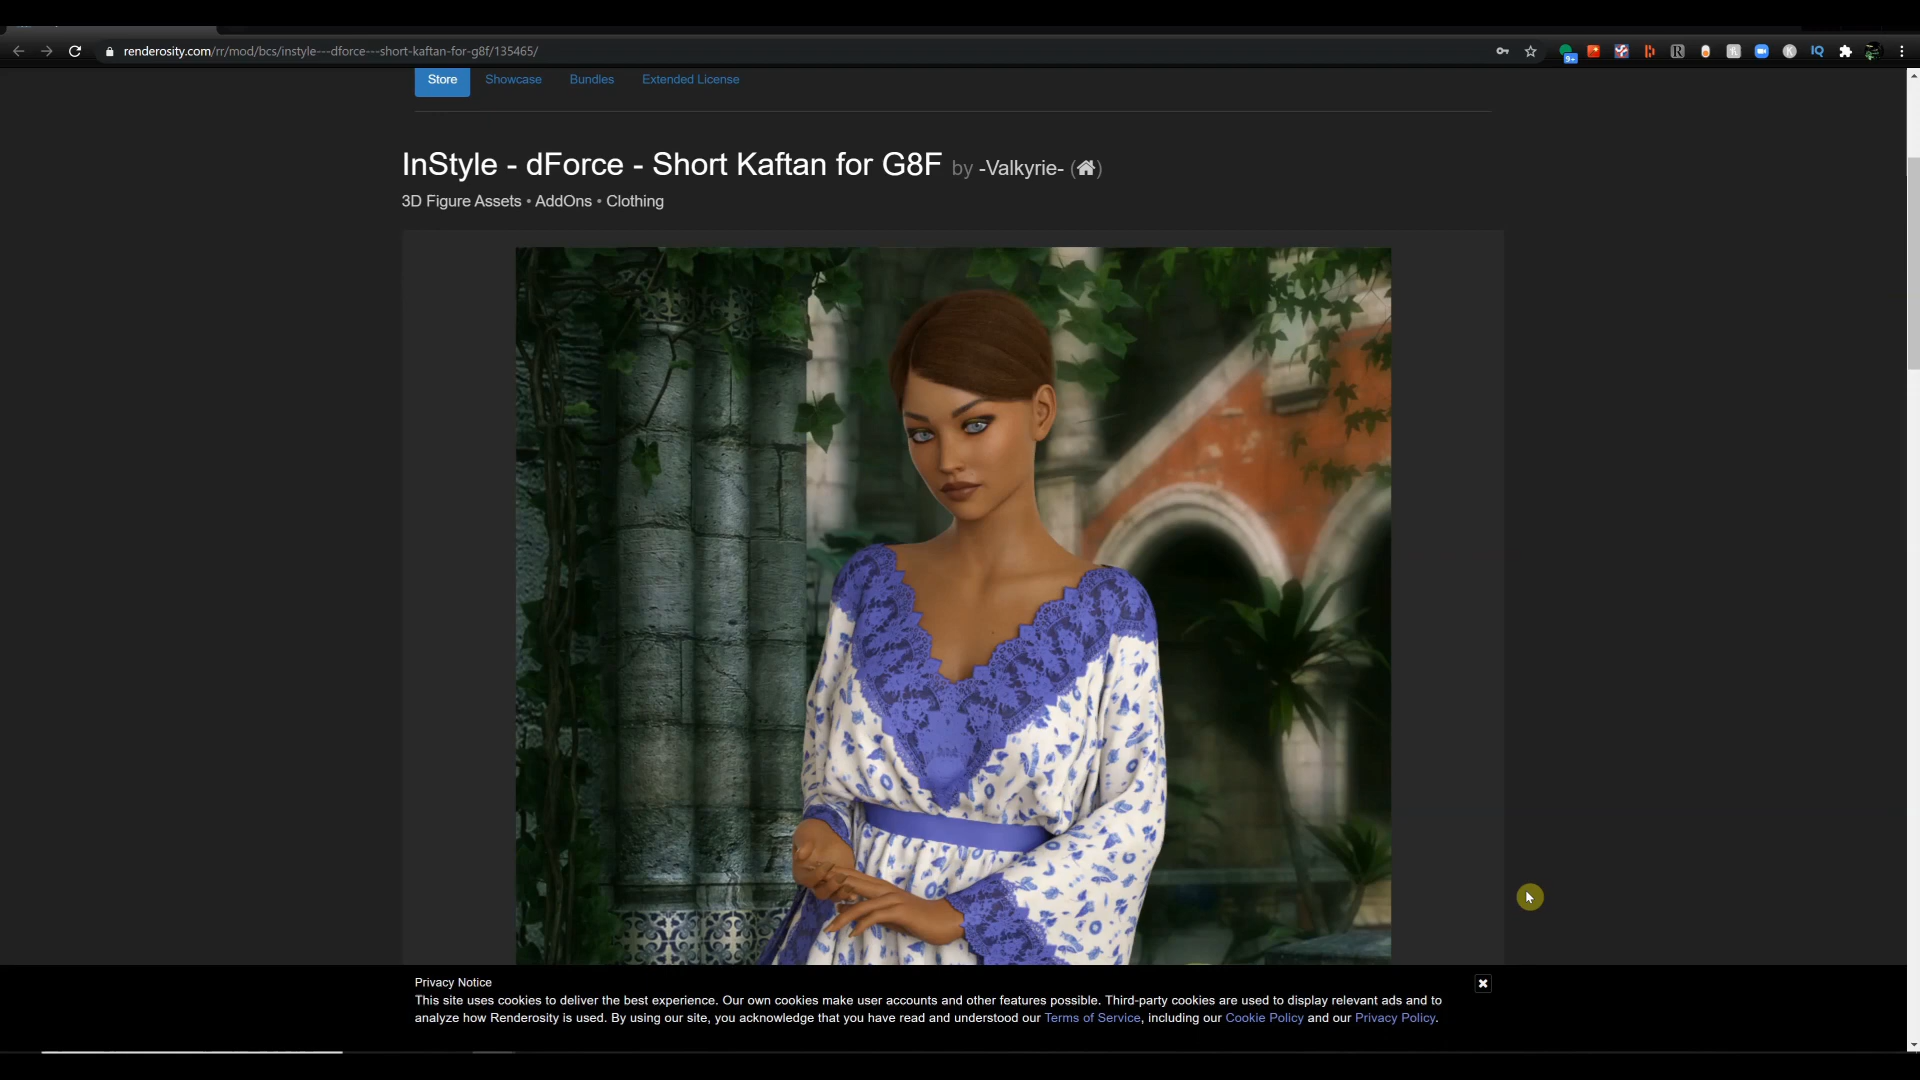 renderosity.com/rr/mod/bcs/instyle---dforce---short-kaftan-for-g8f/135465/
9+
IQ
Store Showcase Bundles Extended License
InStyle - dForce - Short Kaftan for G8F by -Valkyrie- ()
3D Figure Assets • AddOns • Clothing
Privacy Notice
This site uses cookies to deliver the best experience. Our own cookies make user accounts and other features possible. Third-party cookies are used to display relevant ads and to
analyze how Renderosity is used. By using our site, you acknowledge that you have read and understood our Terms of Service, including our Cookie Policy and our Privacy Policy.